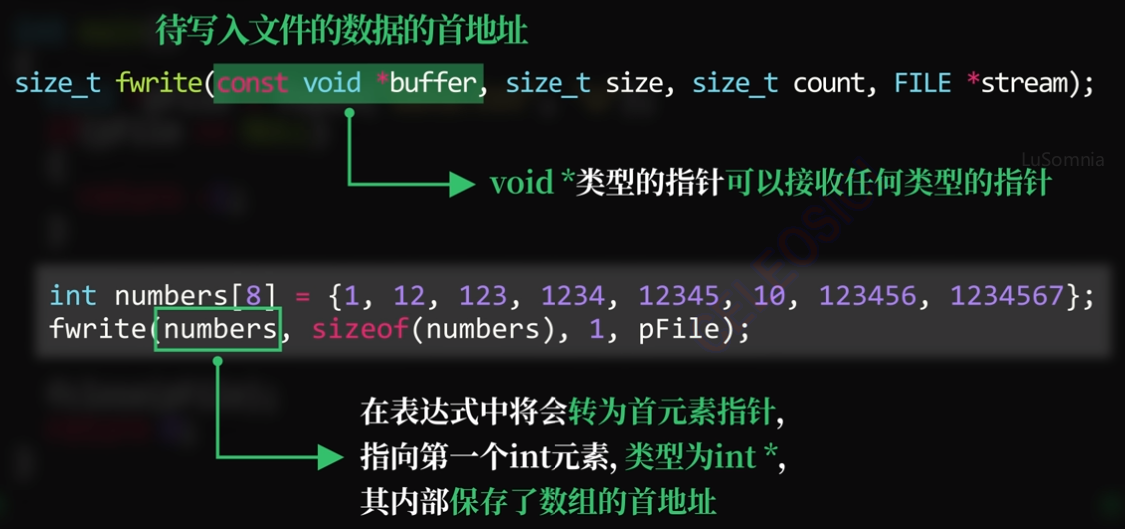 待写入文件的数据的首地址
size_t fwrite(const void *buffer, size_t size, size_t count, FILE *stream);
LuSomnia
void *类型的指针可以接收任何类型的指针
int numbers[8] = {1, 12, 123, 1234, 12345, 10, 123456, 1234567};
fwrite(numbers, sizeof(numbers), 1, pFile);
在表达式中将会转为首元素指针,
指向第一个int元素, 类型为int *,
其内部保存了数组的首地址